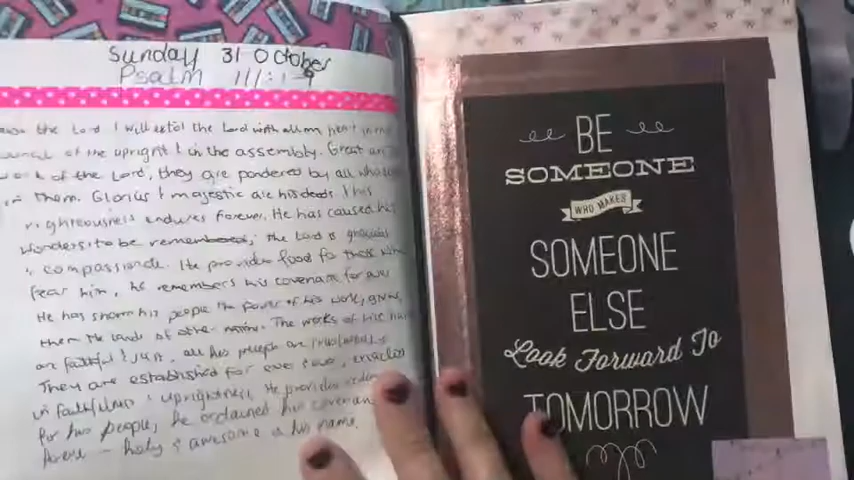 Sunday 31 October
Psalm 111:1-9
the Lord I will extol the Lord with all my heart in the
council of the upright & in the assembly. Great are
work of the Lord, they are pondered by all who
in them. Glorius & majestic are his deeds. & his
righteousness endures forever. He has caused his
wonders to be remembered; the Lord is gracious
& compassionate. He provides food for those who
fear him, he remembers his covenant for ever
He has shown his people the power of his work, giving
them the lands of other nation. The works of his hands
are faithful & just, all his precepts are
They are established for ever & ever, enacted
in faithfulness & uprightness. He provided
for his people, he ordained his covenant
holy & awesome is his name.
BE
SOMEONE
WHO MAKES
SOMEONE
ELSE
Look Forward To
TOMORROW